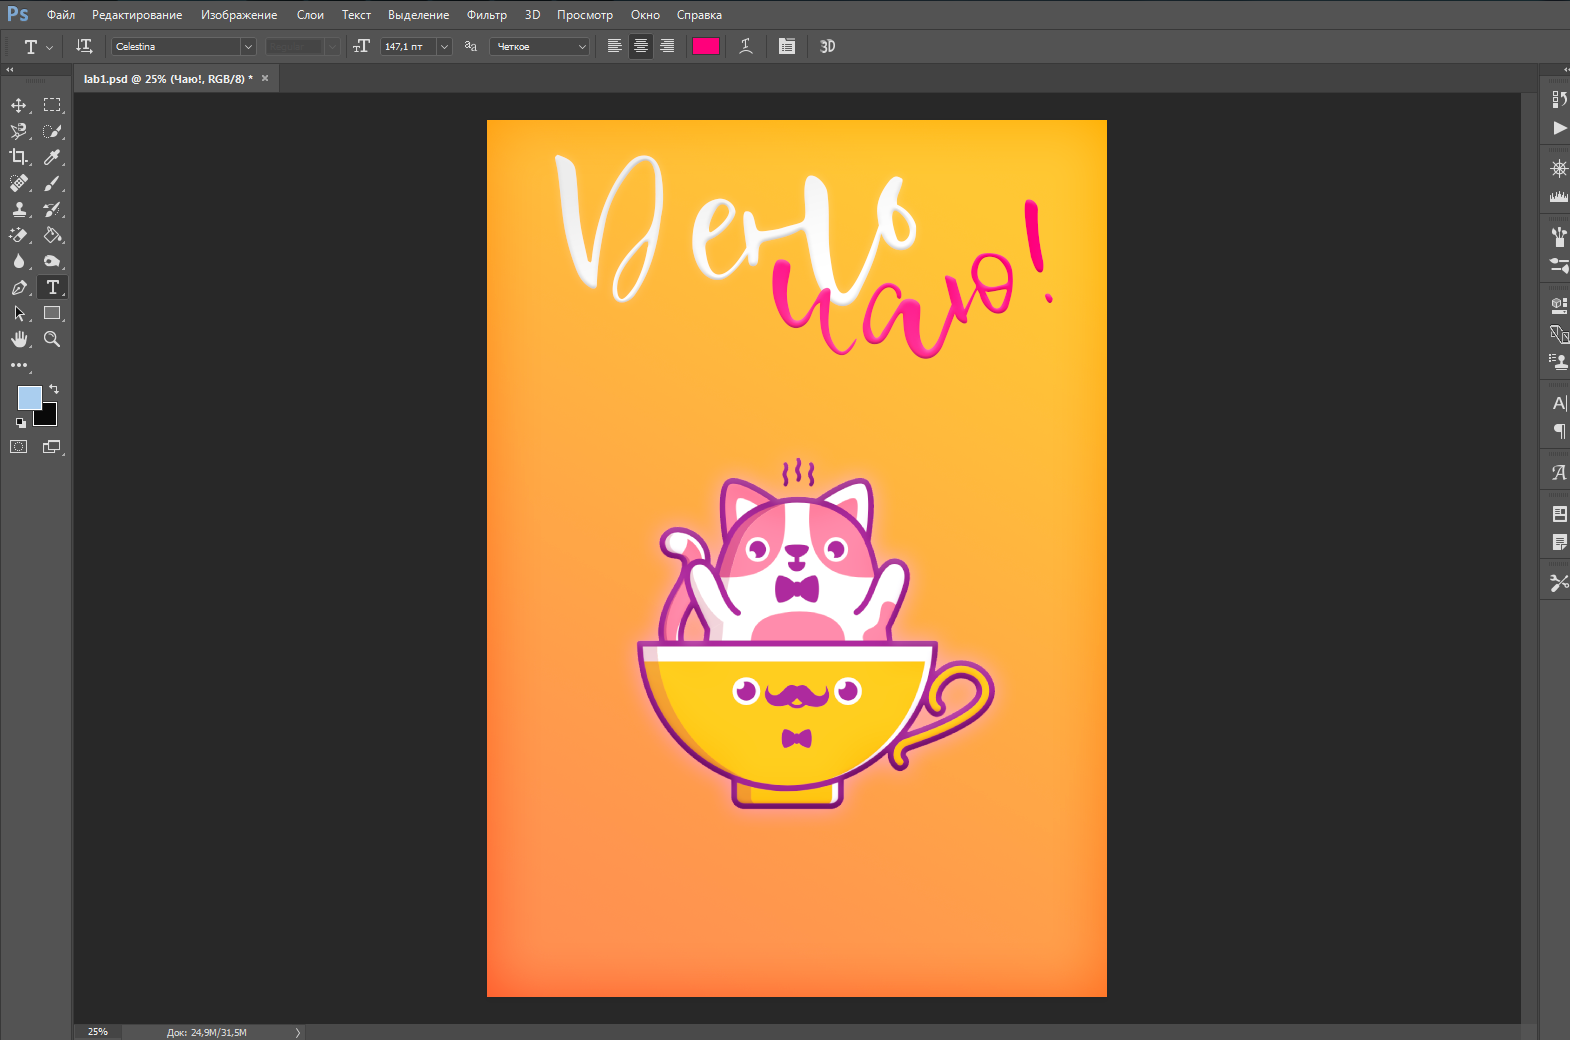 Ps Файл Редактирование Изображение Слои Текст Выделение Фильтр 3D Просмотр Окно Справка
T Celestina 147,1 пт Четкое 3D
lab1.psd @ 25% (Чаю!, RGB/8) *
День
Чаю!
25% Док: 24,9M/31,5M